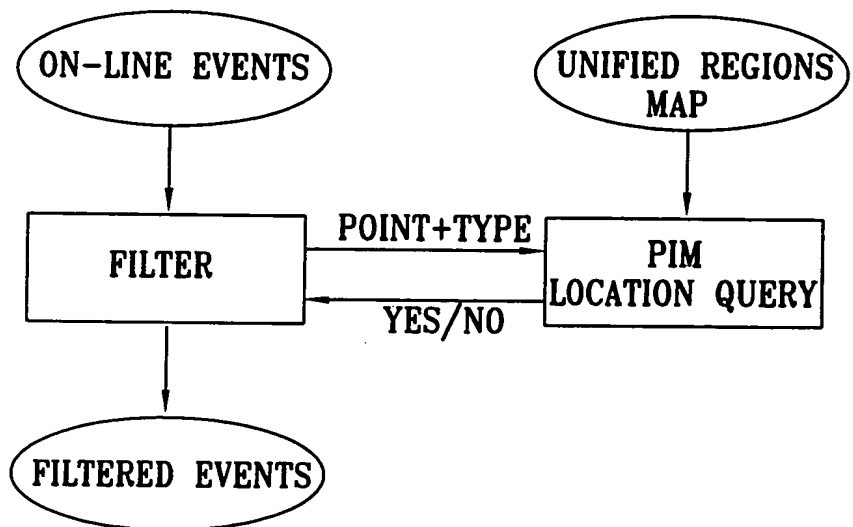 ON-LINE EVENTS
UNIFIED REGIONS
MAP
POINT+TYPE
FILTER
PIM
LOCATION QUERY
YES/NO
FILTERED EVENTS